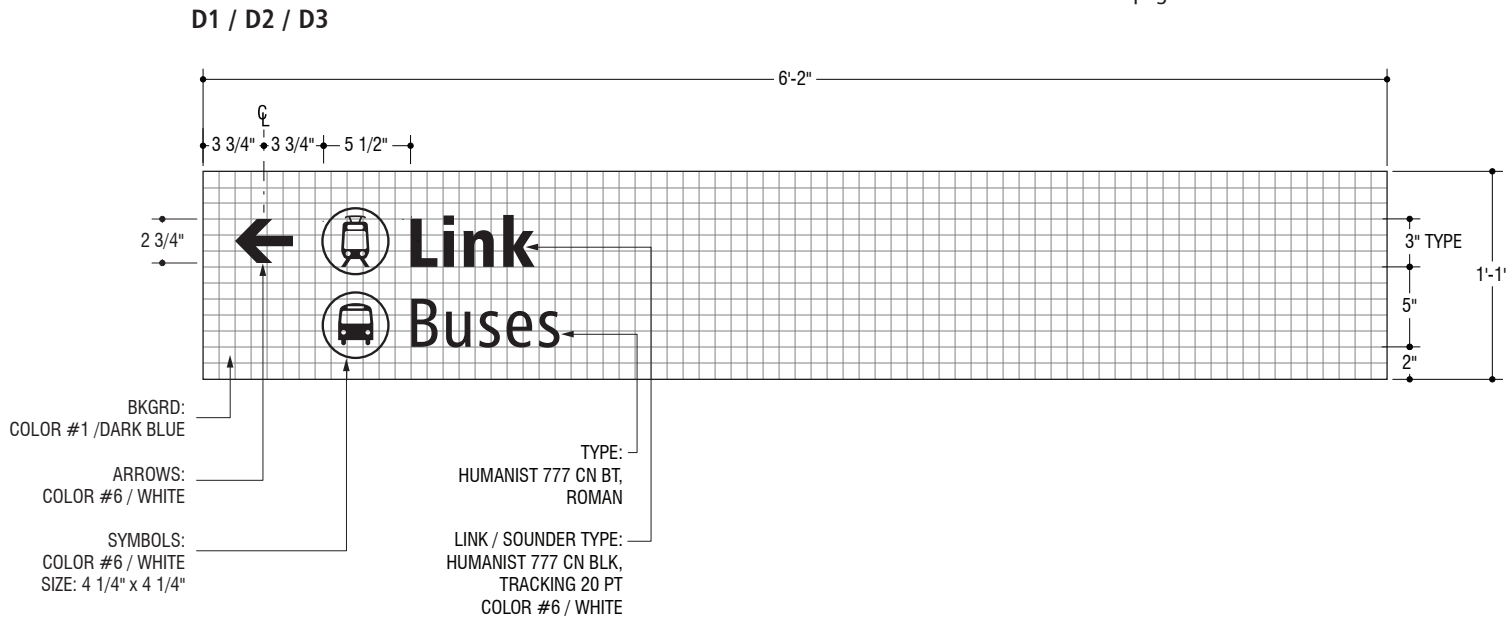 D1 / D2 / D3
6'-2"
℄
3 3/4" 3 3/4" 5 1/2"
2 3/4"
Link
Buses
3" TYPE
1'-1"
5"
2"
BKGRD:
COLOR #1 /DARK BLUE
ARROWS:
COLOR #6 / WHITE
SYMBOLS:
COLOR #6 / WHITE
SIZE: 4 1/4" x 4 1/4"
TYPE:
HUMANIST 777 CN BT,
ROMAN
LINK / SOUNDER TYPE:
HUMANIST 777 CN BLK,
TRACKING 20 PT
COLOR #6 / WHITE